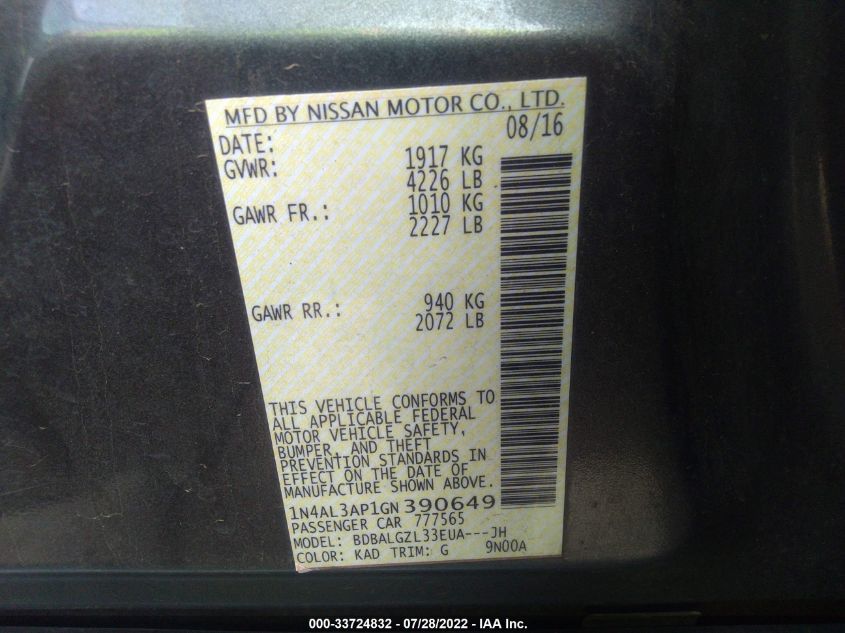 MFD BY NISSAN MOTOR CO., LTD.
DATE: 08/16
GVWR: 1917 KG
4226 LB
GAWR FR.: 1010 KG
2227 LB
GAWR RR.: 940 KG
2072 LB
THIS VEHICLE CONFORMS TO
ALL APPLICABLE FEDERAL
MOTOR VEHICLE SAFETY,
BUMPER, AND THEFT
PREVENTION STANDARDS IN
EFFECT ON THE DATE OF
MANUFACTURE SHOWN ABOVE.
1N4AL3AP1GN390649
PASSENGER CAR 777565
MODEL: BDBALGZL33EUA---JH
COLOR: KAD TRIM: G 9N00A
000-33724832 - 07/28/2022 - IAA Inc.